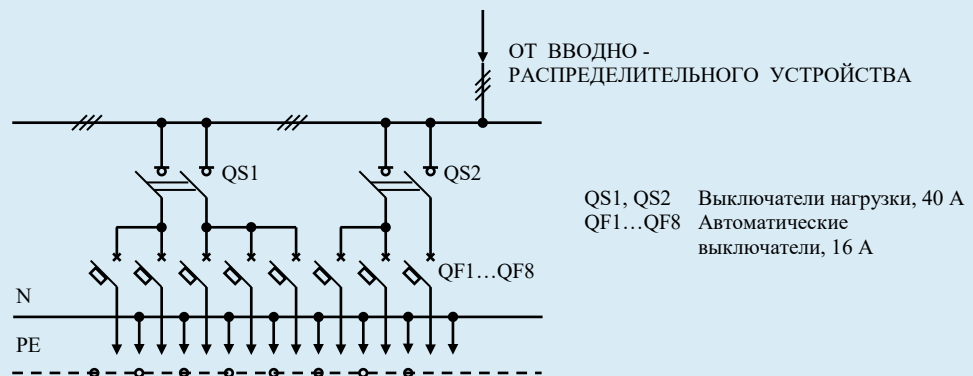 ОТ ВВОДНО -
РАСПРЕДЕЛИТЕЛЬНОГО УСТРОЙСТВА
QS1
QS2
QS1, QS2 Выключатели нагрузки, 40 А
QF1…QF8 Автоматические
выключатели, 16 А
QF1…QF8
N
PE